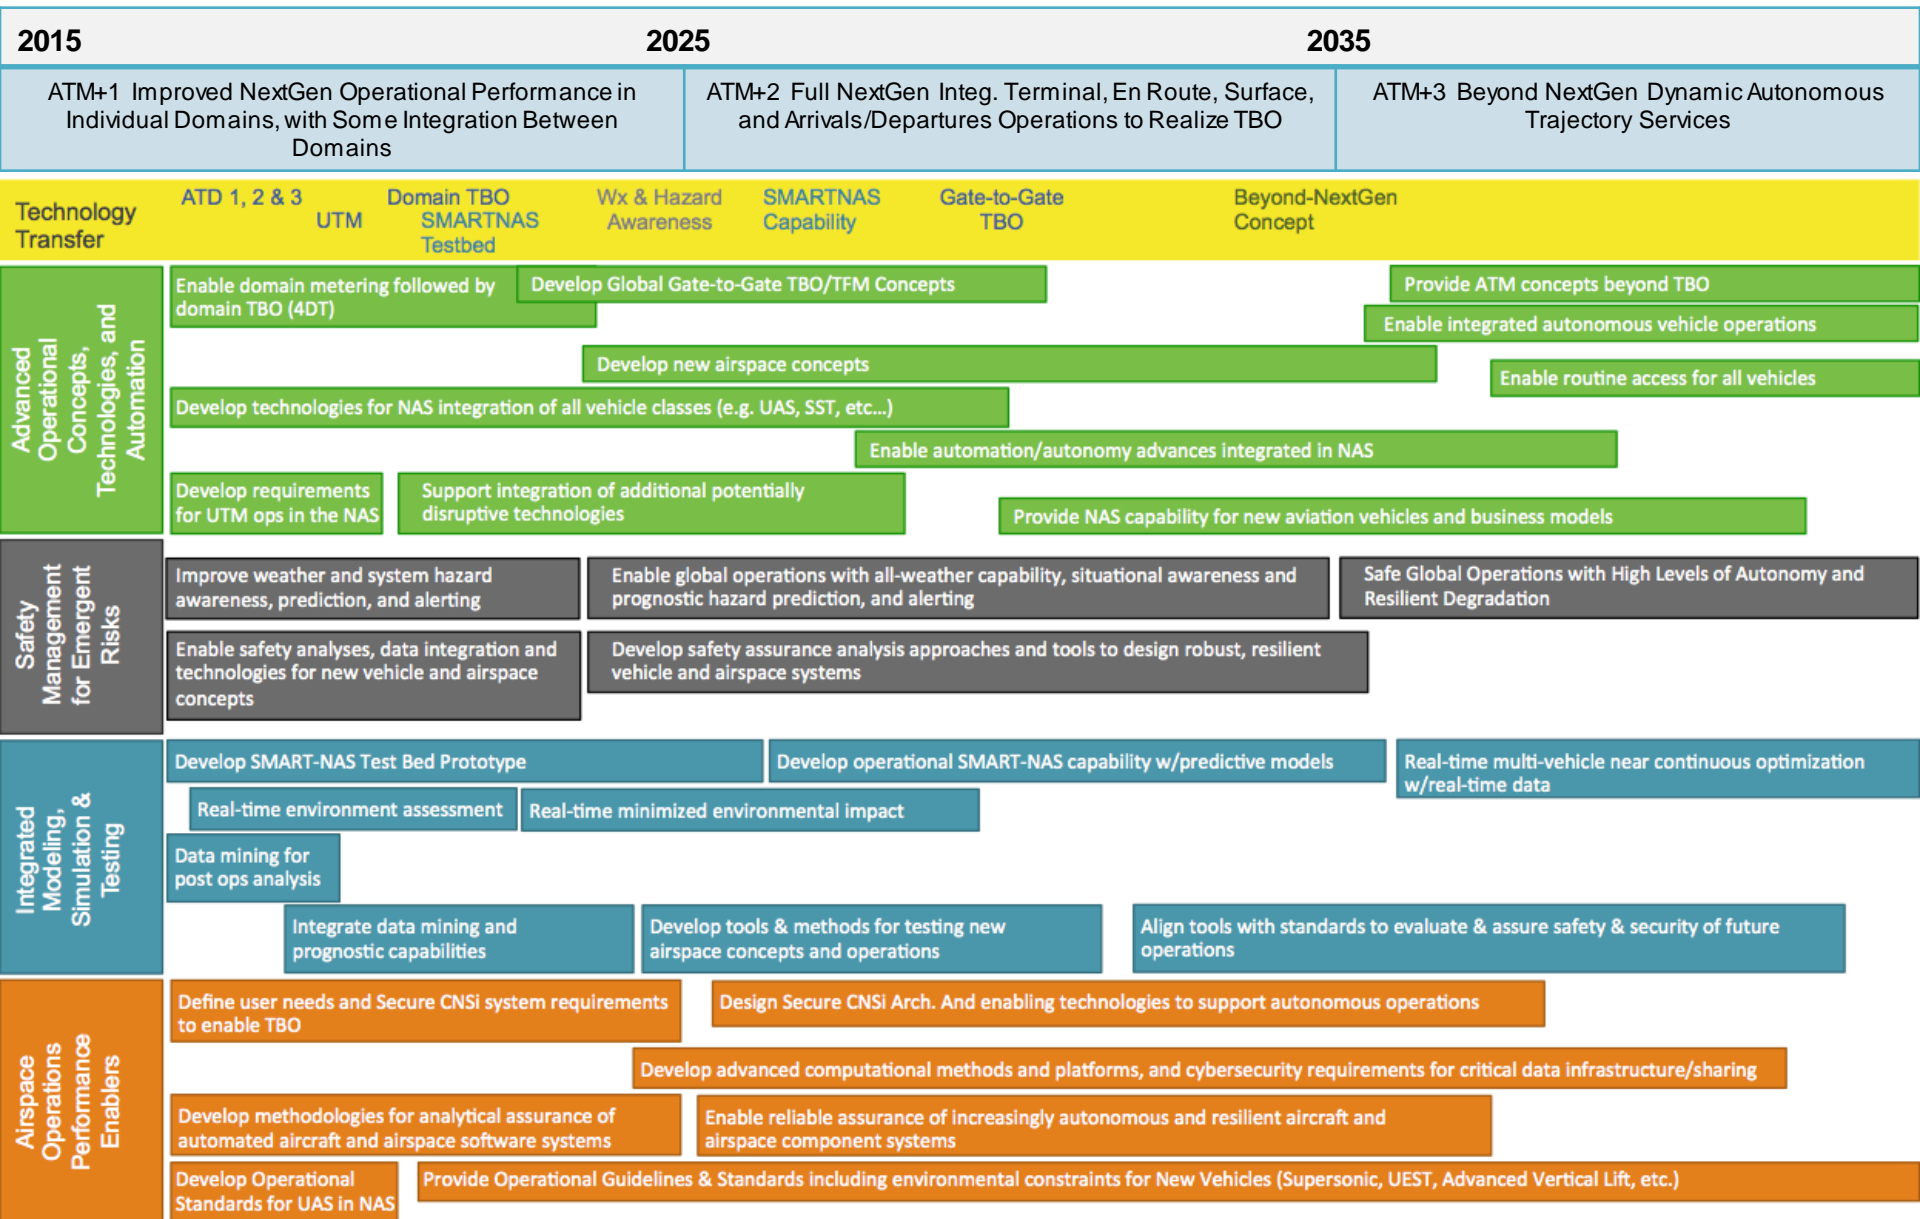 2015
2025
2035
ATM+1 Improved NextGen Operational Performance in
Individual Domains, with Some Integration Between
Domains
ATM+2 Full NextGen Integ. Terminal, En Route, Surface,
and Arrivals/Departures Operations to Realize TBO
ATM+3 Beyond NextGen Dynamic Autonomous
Trajectory Services
Technology
Transfer
ATD 1, 2 & 3
UTM
Domain TBO
SMARTNAS
Testbed
Wx & Hazard
Awareness
SMARTNAS
Capability
Gate-to-Gate
TBO
Beyond-NextGen
Concept
Advanced
Operational
Concepts,
Technologies, and
Automation
Enable domain metering followed by
domain TBO (4DT)
Develop Global Gate-to-Gate TBO/TFM Concepts
Provide ATM concepts beyond TBO
Enable integrated autonomous vehicle operations
Develop new airspace concepts
Enable routine access for all vehicles
Develop technologies for NAS integration of all vehicle classes (e.g. UAS, SST, etc...)
Enable automation/autonomy advances integrated in NAS
Develop requirements
for UTM ops in the NAS
Support integration of additional potentially
disruptive technologies
Provide NAS capability for new aviation vehicles and business models
Safety
Management
for Emergent
Risks
Improve weather and system hazard
awareness, prediction, and alerting
Enable global operations with all-weather capability, situational awareness and
prognostic hazard prediction, and alerting
Safe Global Operations with High Levels of Autonomy and
Resilient Degradation
Enable safety analyses, data integration and
technologies for new vehicle and airspace
concepts
Develop safety assurance analysis approaches and tools to design robust, resilient
vehicle and airspace systems
Integrated
Modeling,
Simulation &
Testing
Develop SMART-NAS Test Bed Prototype
Develop operational SMART-NAS capability w/predictive models
Real-time multi-vehicle near continuous optimization
w/real-time data
Real-time environment assessment
Real-time minimized environmental impact
Data mining for
post ops analysis
Integrate data mining and
prognostic capabilities
Develop tools & methods for testing new
airspace concepts and operations
Align tools with standards to evaluate & assure safety & security of future
operations
Airspace
Operations
Performance
Enablers
Define user needs and Secure CNSi system requirements
to enable TBO
Design Secure CNSi Arch. And enabling technologies to support autonomous operations
Develop advanced computational methods and platforms, and cybersecurity requirements for critical data infrastructure/sharing
Develop methodologies for analytical assurance of
automated aircraft and airspace software systems
Enable reliable assurance of increasingly autonomous and resilient aircraft and
airspace component systems
Develop Operational
Standards for UAS in NAS
Provide Operational Guidelines & Standards including environmental constraints for New Vehicles (Supersonic, UEST, Advanced Vertical Lift, etc.)